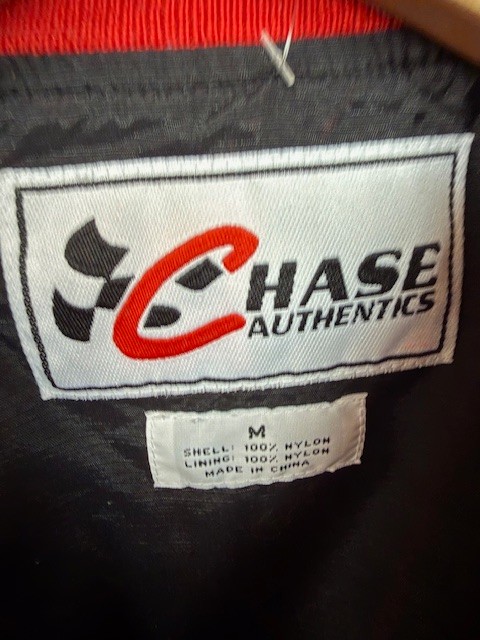 CHASE
AUTHENTICS
M
SHELL: 100% NYLON
LINING: 100% NYLON
MADE IN CHINA